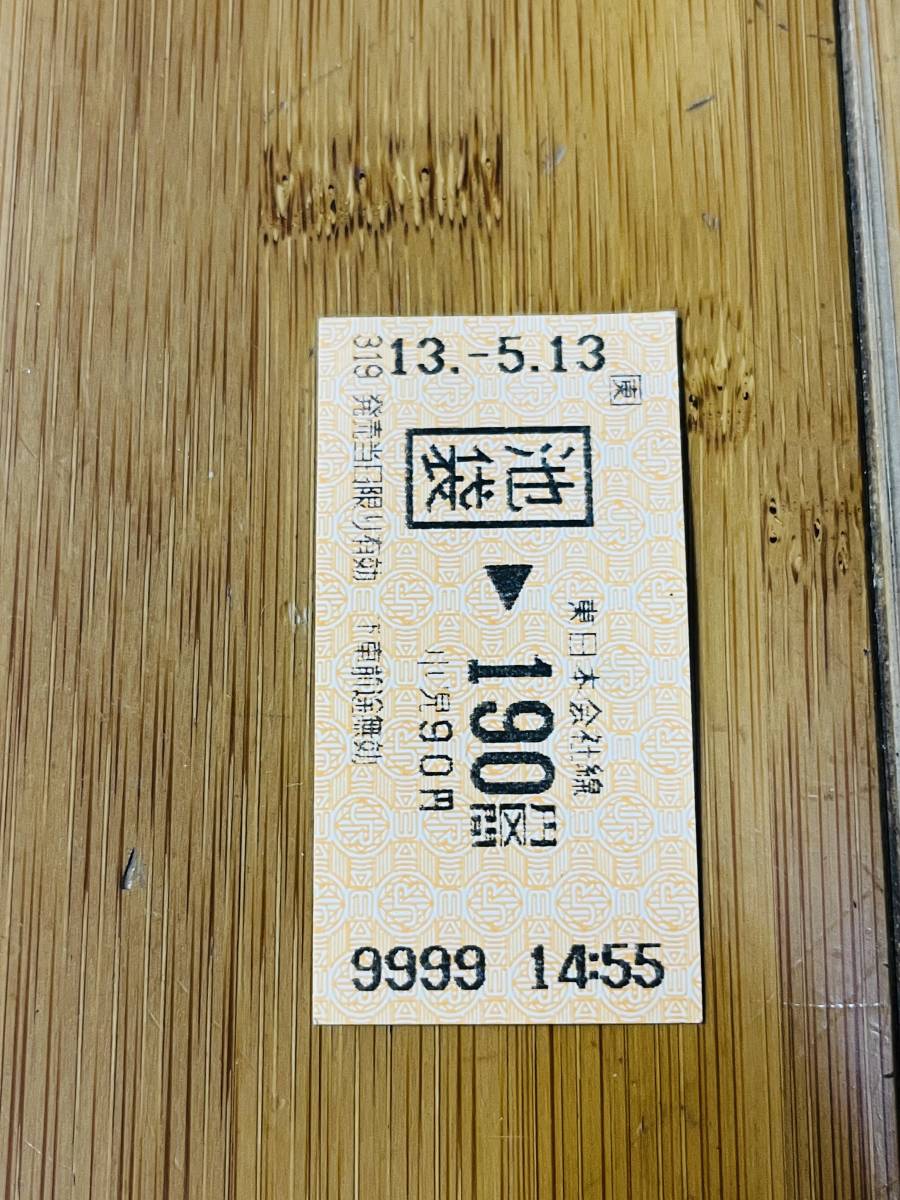 13.-5.13
東
池袋▶190円区間
東日本会社線
小児90円
319 発売当日限り有効 下車前途無効
9999 14:55